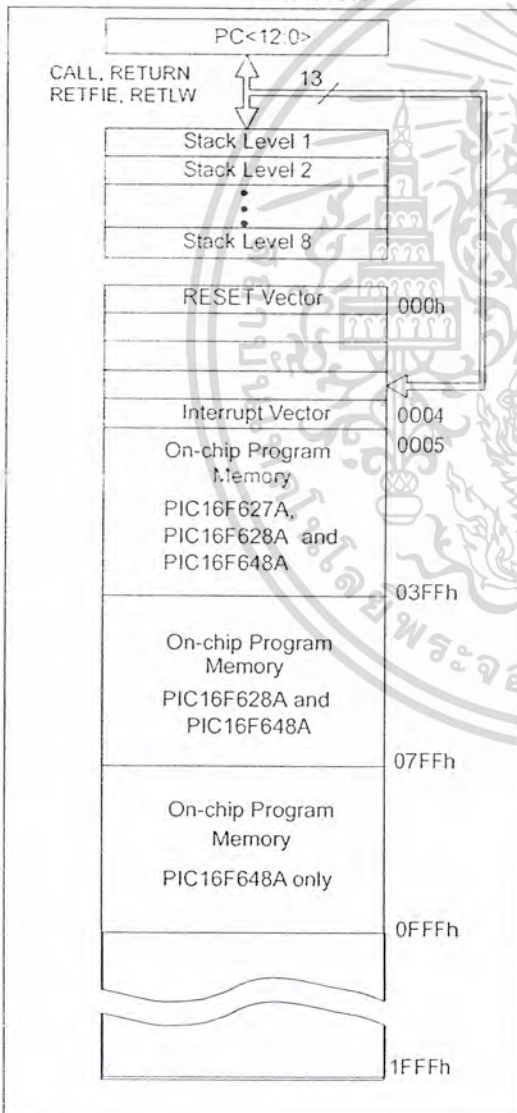 PC<12:0>
CALL, RETURN
RETFIE, RETLW
13
Stack Level 1
Stack Level 2
Stack Level 8
RESET Vector
000h
Interrupt Vector
0004
0005
On-chip Program
Memory
PIC16F627A,
PIC16F628A and
PIC16F648A
03FFh
On-chip Program
Memory
PIC16F628A and
PIC16F648A
07FFh
On-chip Program
Memory
PIC16F648A only
0FFFh
1FFFh